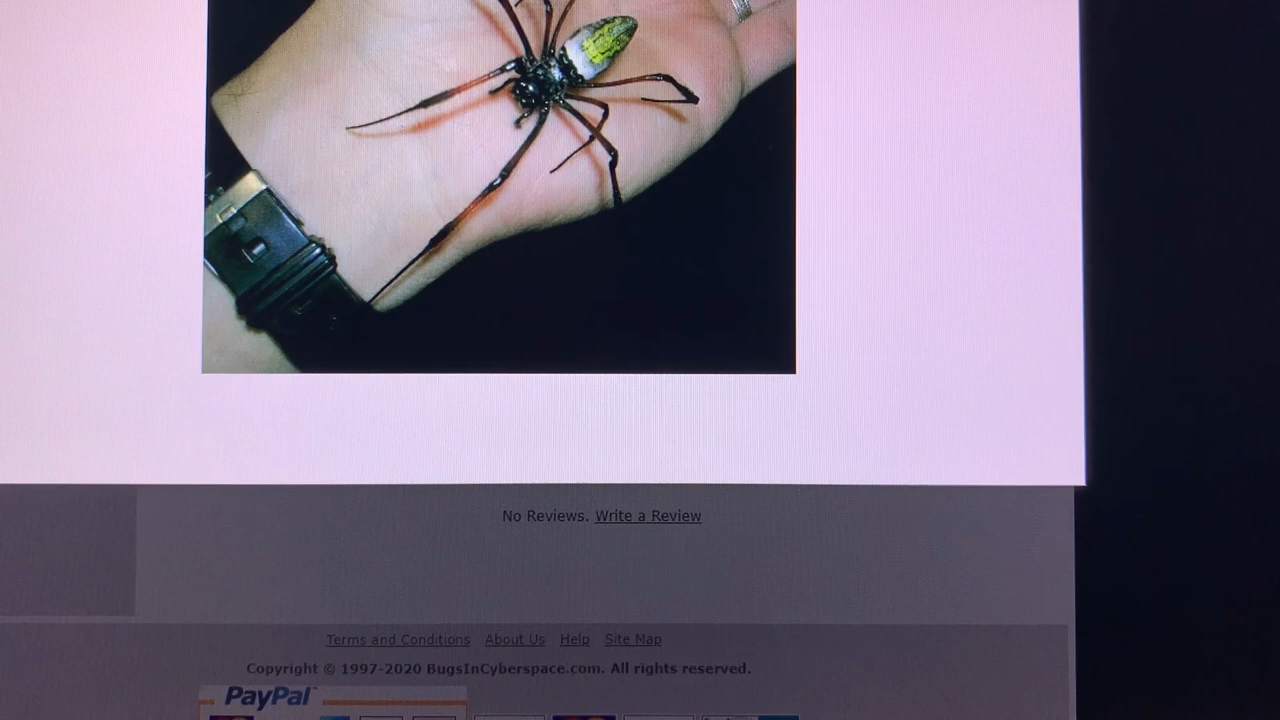 No Reviews. Write a Review
Terms and Conditions About Us Help Site Map
Copyright © 1997-2020 BugsInCyberspace.com. All rights reserved.
PayPal™